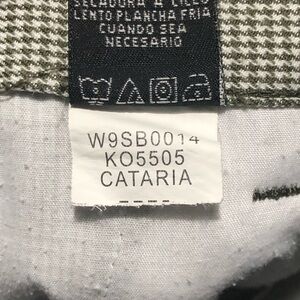 SECADORA A CICLO
LENTO PLANCHA FRIA
CUANDO SEA
NECESARIO
W9SB0014
KO5505
CATARIA